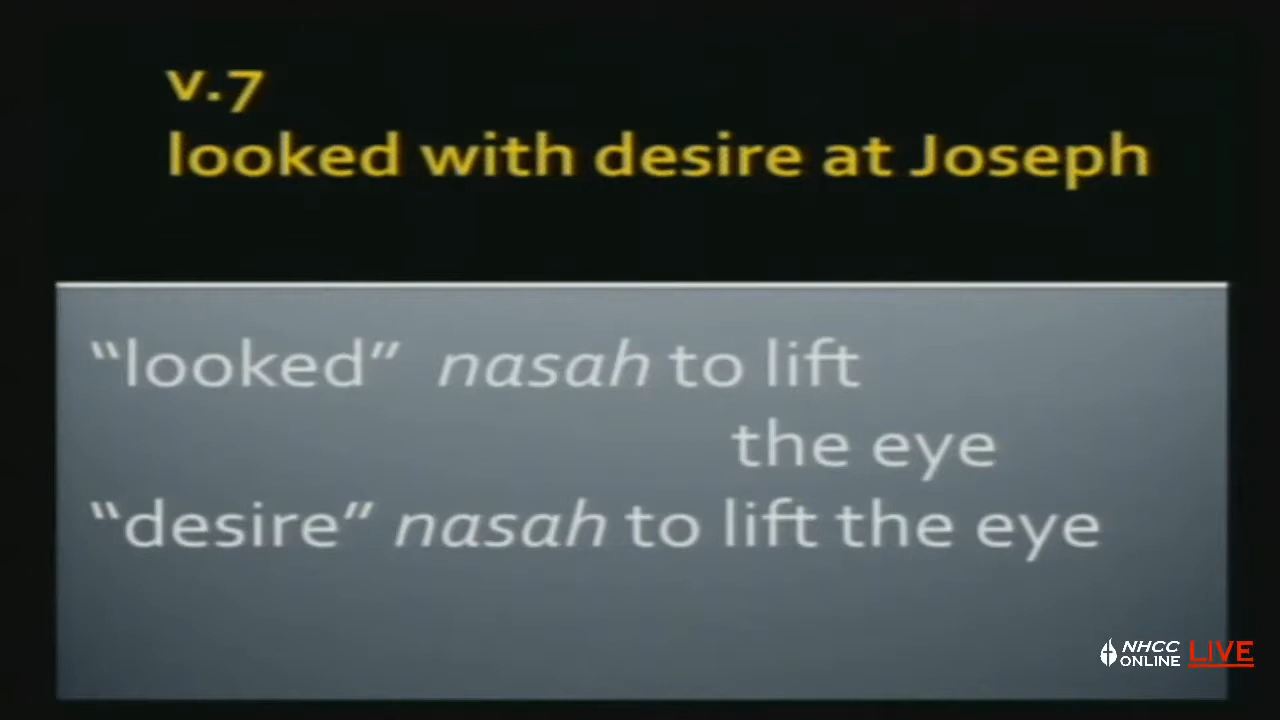 v.7
looked with desire at Joseph
“looked” nasah to lift
the eye
“desire” nasah to lift the eye
NHCC
ONLINE LIVE